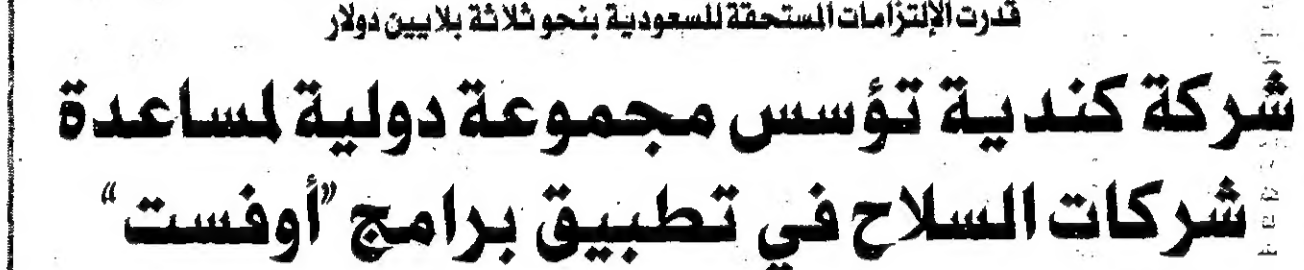 قدرت الإلتزامات المستحقة للسعودية بنحو ثلاثة بلايين دولار
شركة كندية تؤسس مجموعة دولية لمساعدة
شركات السلاح في تطبيق برامج "أوفست"